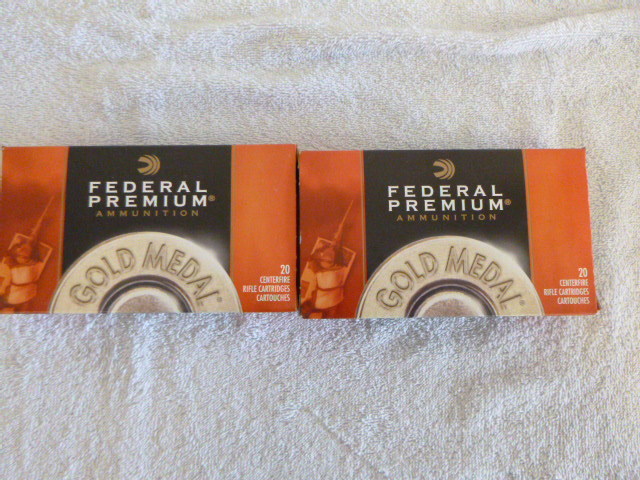 FEDERAL
PREMIUM®
AMMUNITION
GOLD MEDAL®
20
CENTERFIRE
RIFLE CARTRIDGES
CARTOUCHES
FEDERAL
PREMIUM®
AMMUNITION
GOLD MEDAL®
20
CENTERFIRE
RIFLE CARTRIDGES
CARTOUCHES